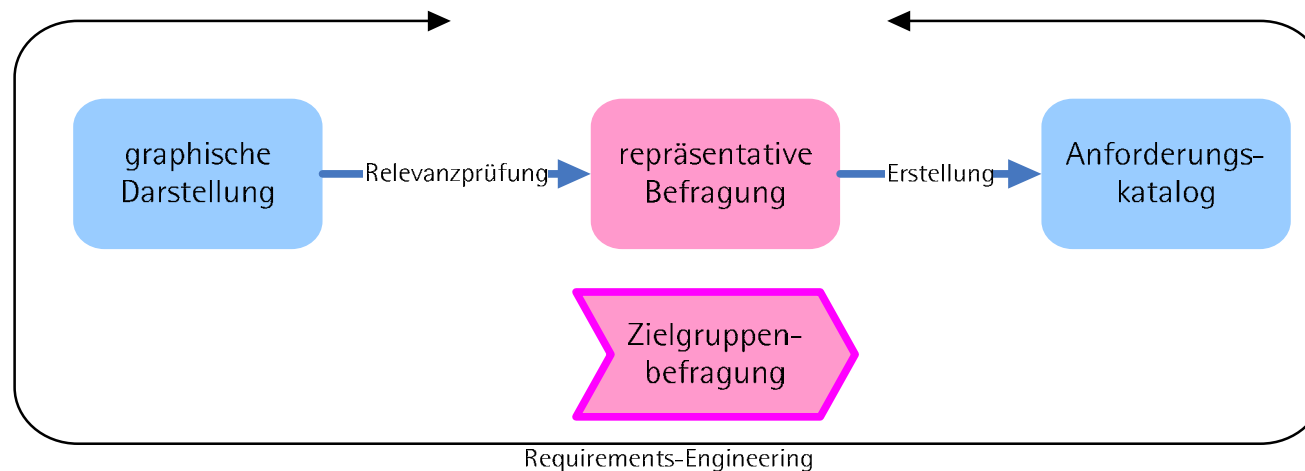 graphische
Darstellung
Relevanzprüfung
repräsentative
Befragung
Erstellung
Anforderungs-
katalog
Zielgruppen-
befragung
Requirements-Engineering